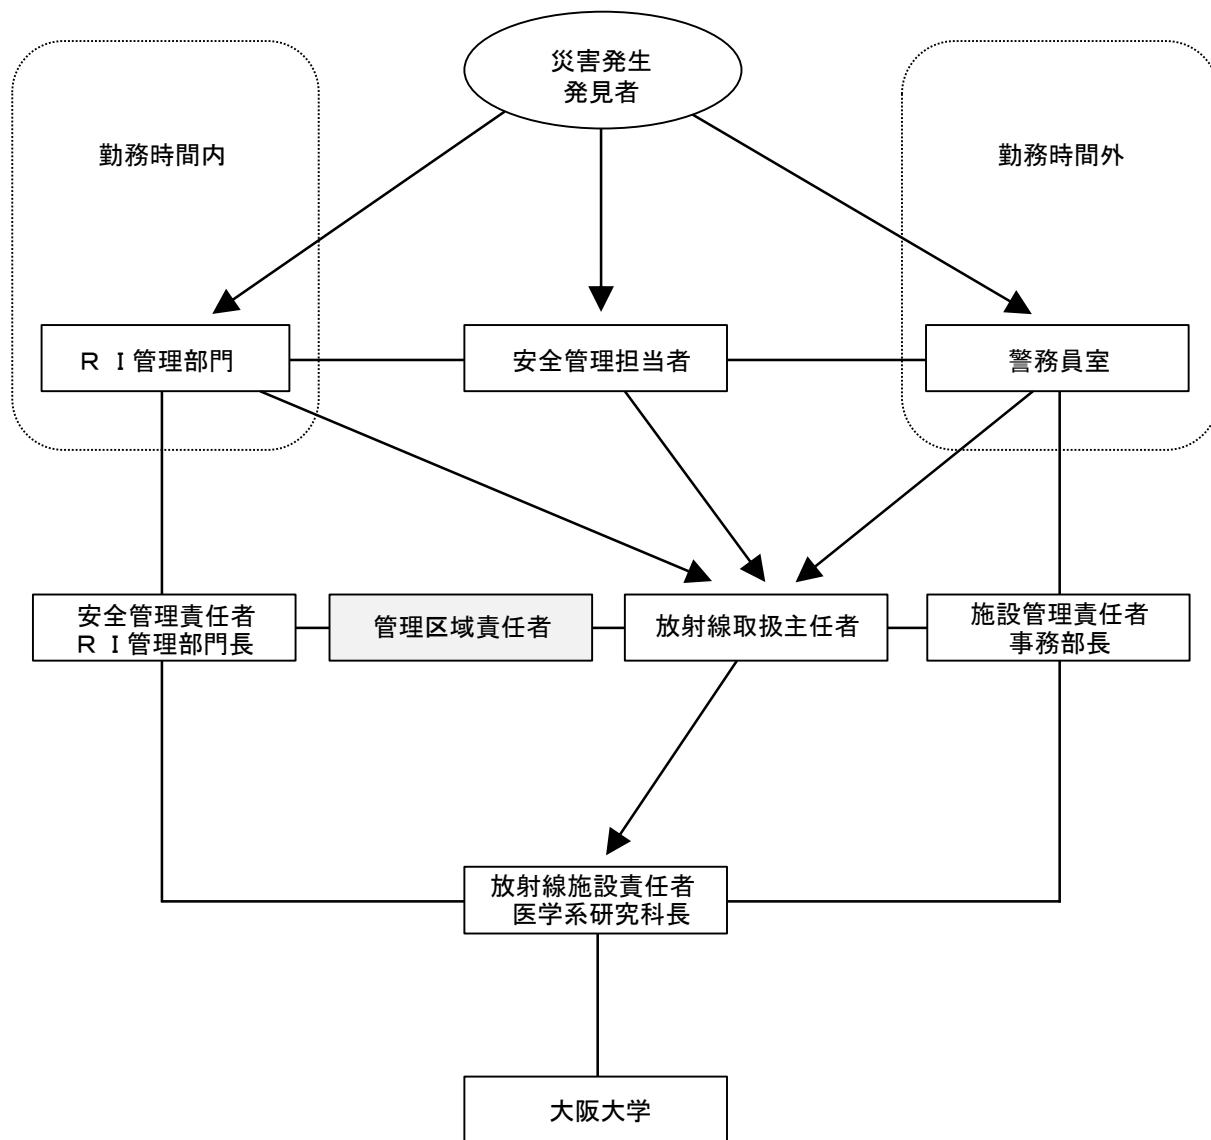 災害発生
発見者
勤務時間内
勤務時間外
ＲＩ管理部門
安全管理担当者
警務員室
安全管理責任者
ＲＩ管理部門長
管理区域責任者
放射線取扱主任者
施設管理責任者
事務部長
放射線施設責任者
医学系研究科長
大阪大学